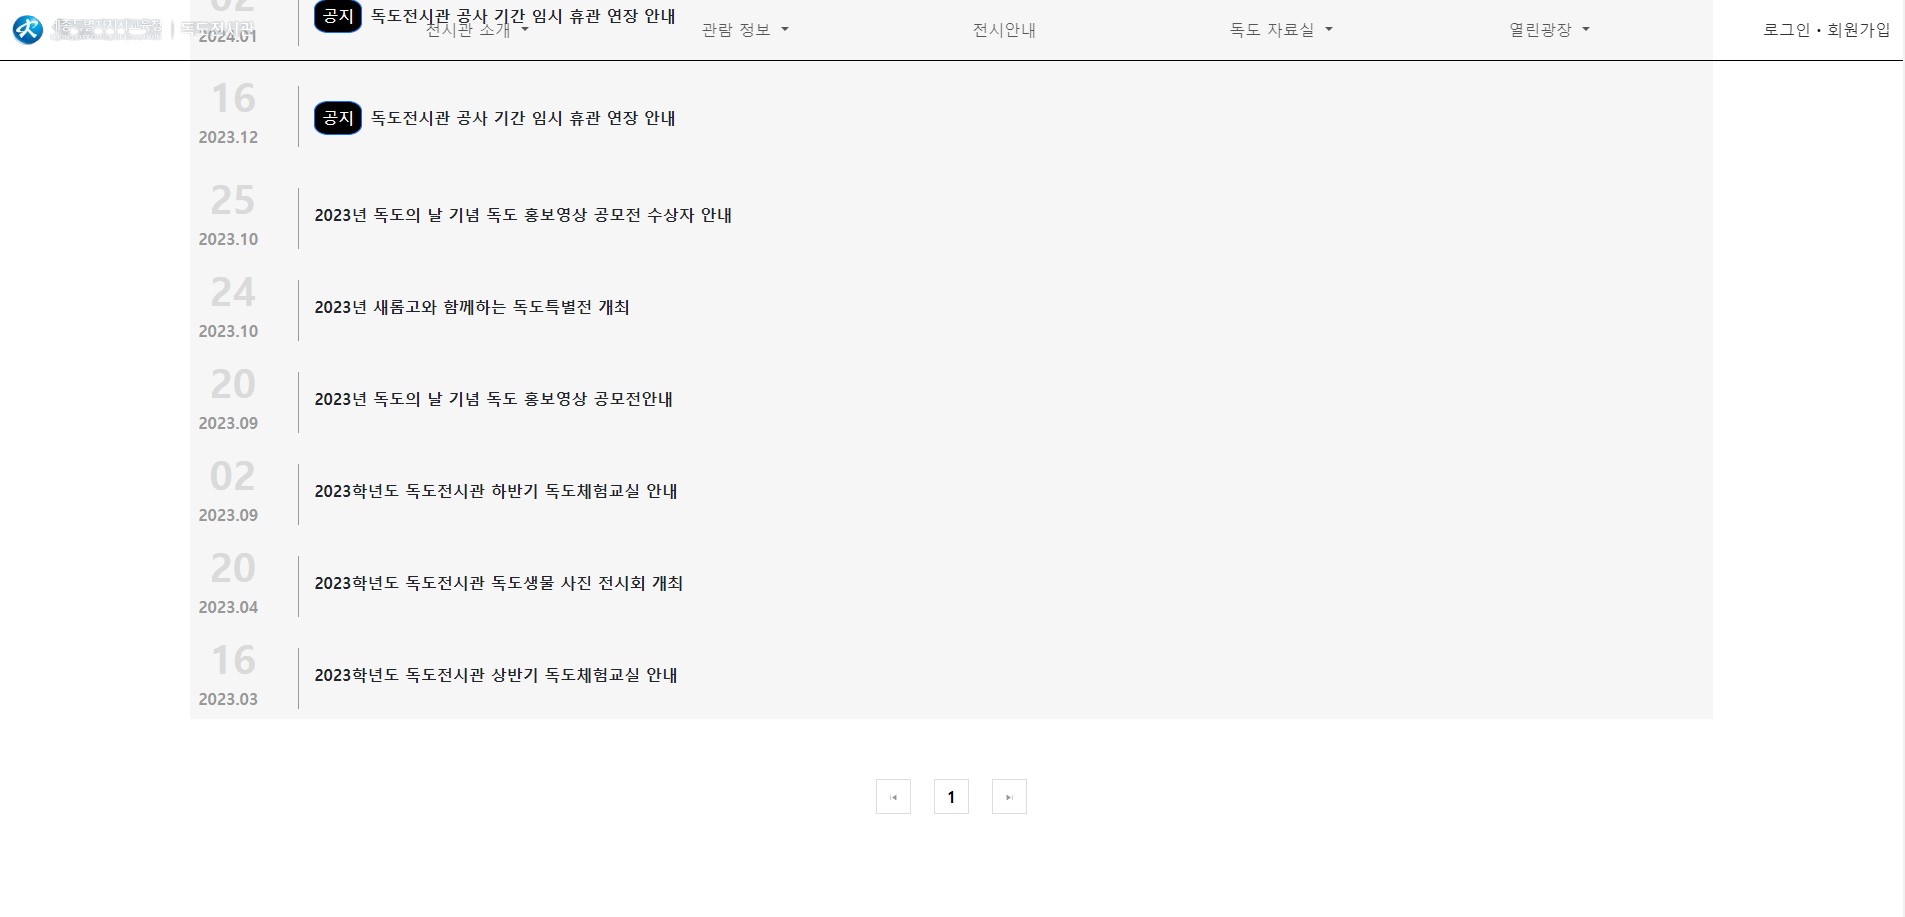 02
공지 독도전시관 공사 기간 임시 휴관 연장 안내
2024.01
독도전시관
전시관 소개
관람 정보
전시안내
독도 자료실
열린광장
로그인 · 회원가입
16
2023.12
공지 독도전시관 공사 기간 임시 휴관 연장 안내
25
2023.10
2023년 독도의 날 기념 독도 홍보영상 공모전 수상자 안내
24
2023.10
2023년 새롬고와 함께하는 독도특별전 개최
20
2023.09
2023년 독도의 날 기념 독도 홍보영상 공모전안내
02
2023.09
2023학년도 독도전시관 하반기 독도체험교실 안내
20
2023.04
2023학년도 독도전시관 독도생물 사진 전시회 개최
16
2023.03
2023학년도 독도전시관 상반기 독도체험교실 안내
1